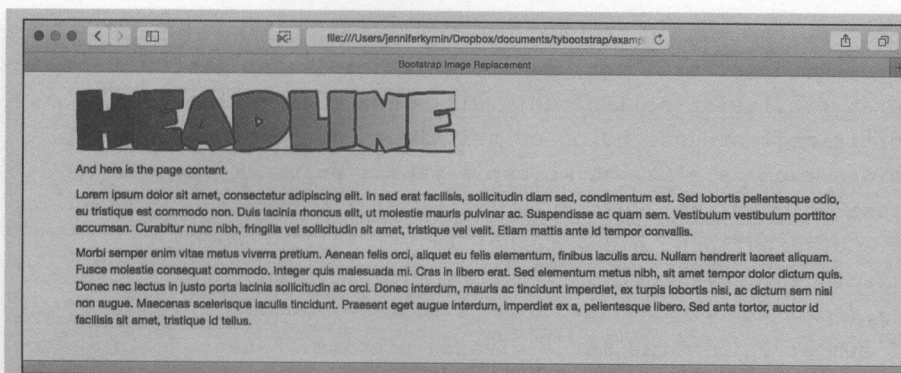 file:///Users/jenniferkyrnin/Dropbox/documents/tybootstrap/examp
Bootstrap Image Replacement
HEADLINE
And here is the page content.
Lorem ipsum dolor sit amet, consectetur adipiscing elit. In sed erat facilisis, sollicitudin diam sed, condimentum est. Sed lobortis pellentesque odio,
eu tristique est commodo non. Duis lacinia rhoncus elit, ut molestie mauris pulvinar ac. Suspendisse ac quam sem. Vestibulum vestibulum porttitor
accumsan. Curabitur nunc nibh, fringilla vel sollicitudin sit amet, tristique vel velit. Etiam mattis ante id tempor convallis.
Morbi semper enim vitae metus viverra pretium. Aenean felis orci, aliquet eu felis elementum, finibus iaculis arcu. Nullam hendrerit laoreet aliquam.
Fusce molestie consequat commodo. Integer quis malesuada mi. Cras in libero erat. Sed elementum metus nibh, sit amet tempor dolor dictum quis.
Donec nec lectus in justo porta lacinia sollicitudin ac orci. Donec interdum, mauris ac tincidunt imperdiet, ex turpis lobortis nisi, ac dictum sem nisl
non augue. Maecenas scelerisque iaculis tincidunt. Praesent eget augue interdum, imperdiet ex a, pellentesque libero. Sed ante tortor, auctor id
facilisis sit amet, tristique id tellus.